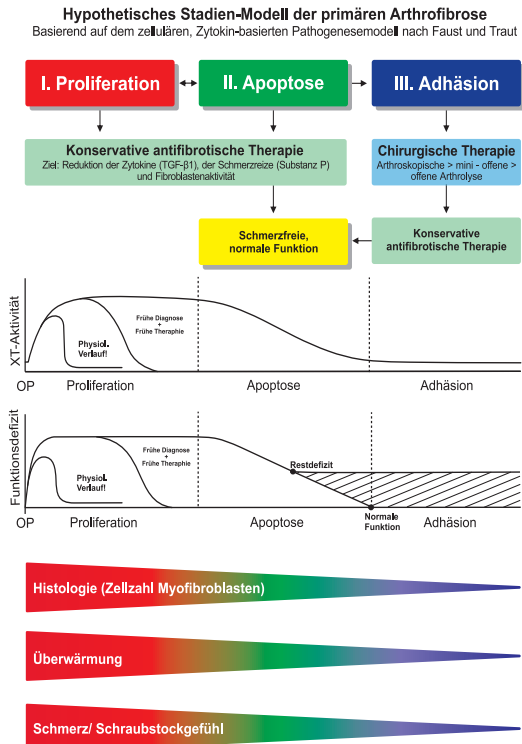 Hypothetisches Stadien-Modell der primären Arthrofibrose
Basierend auf dem zellulären, Zytokin-basierten Pathogenesemodell nach Faust und Traut
I. Proliferation
II. Apoptose
III. Adhäsion
Konservative antifibrotische Therapie
Ziel: Reduktion der Zytokine (TGF-β1), der Schmerzreize (Substanz P)
und Fibroblastenaktivität
Chirurgische Therapie
Arthroskopische > mini - offene >
offene Arthrolyse
Schmerzfreie,
normale Funktion
Konservative
antifibrotische Therapie
XT-Aktivität
Physiol.
Verlauf!
Frühe Diagnose
+
Frühe Theraphie
OP
Proliferation
Apoptose
Adhäsion
Funktionsdefizit
Physiol.
Verlauf!
Frühe Diagnose
+
Frühe Theraphie
Restdefizit
OP
Proliferation
Apoptose
Normale
Funktion
Adhäsion
Histologie (Zellzahl Myofibroblasten)
Überwärmung
Schmerz/ Schraubstockgefühl